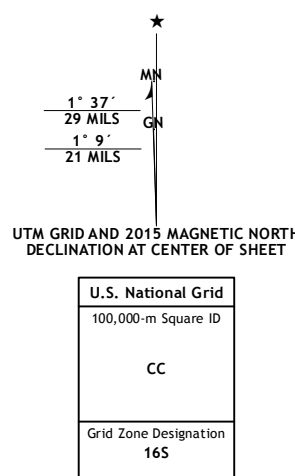 MN
1° 37´
29 MILS
GN
1° 9´
21 MILS
UTM GRID AND 2015 MAGNETIC NORTH
DECLINATION AT CENTER OF SHEET
U.S. National Grid
100,000-m Square ID
CC
Grid Zone Designation
16S